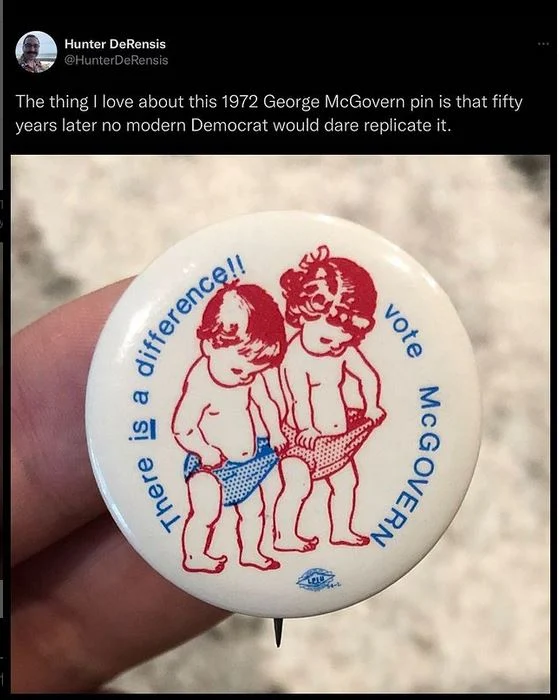 Hunter DeRensis
@HunterDeRensis
The thing I love about this 1972 George McGovern pin is that fifty
years later no modern Democrat would dare replicate it.
There is a difference!!
vote McGOVERN